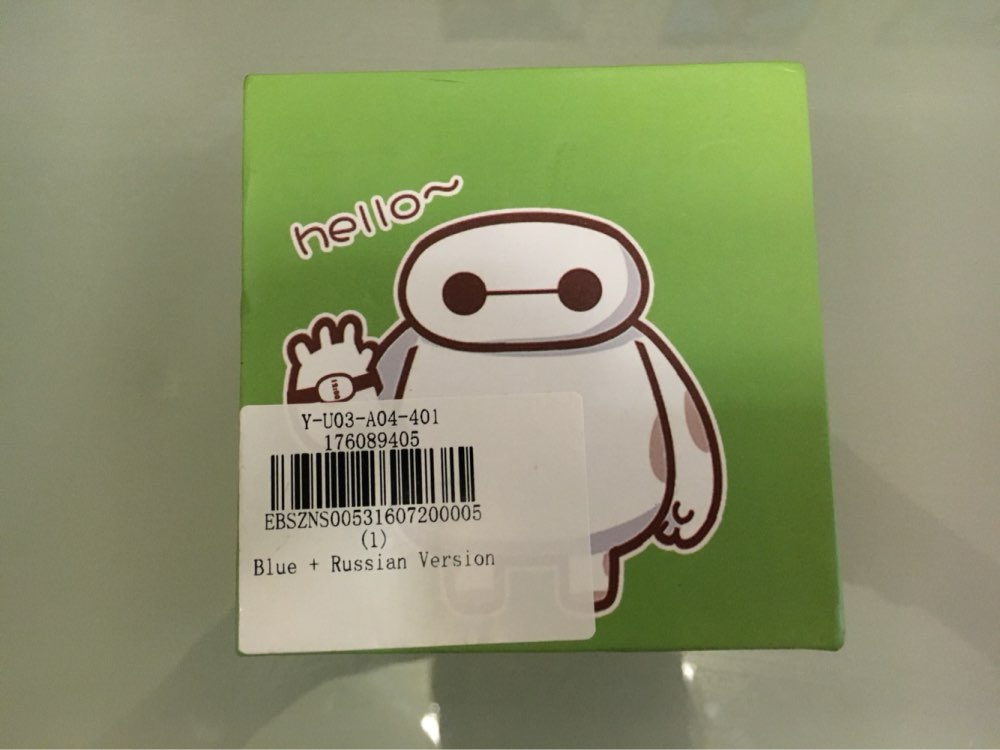 hello~
Y-U03-A04-401
176089405
EBSZNS00531607200005
(1)
Blue + Russian Version